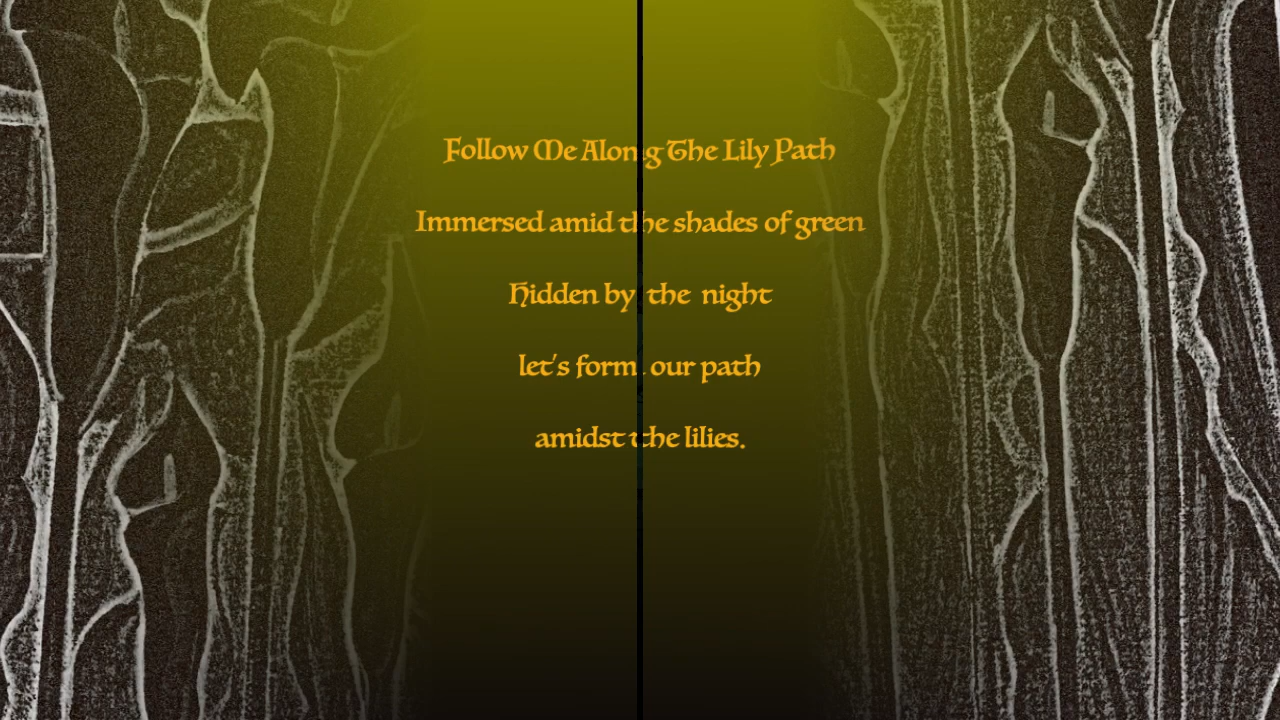 Follow Me Along The Lily Path
Immersed amid the shades of green
Hidden by the night
let's form our path
amidst the lilies.